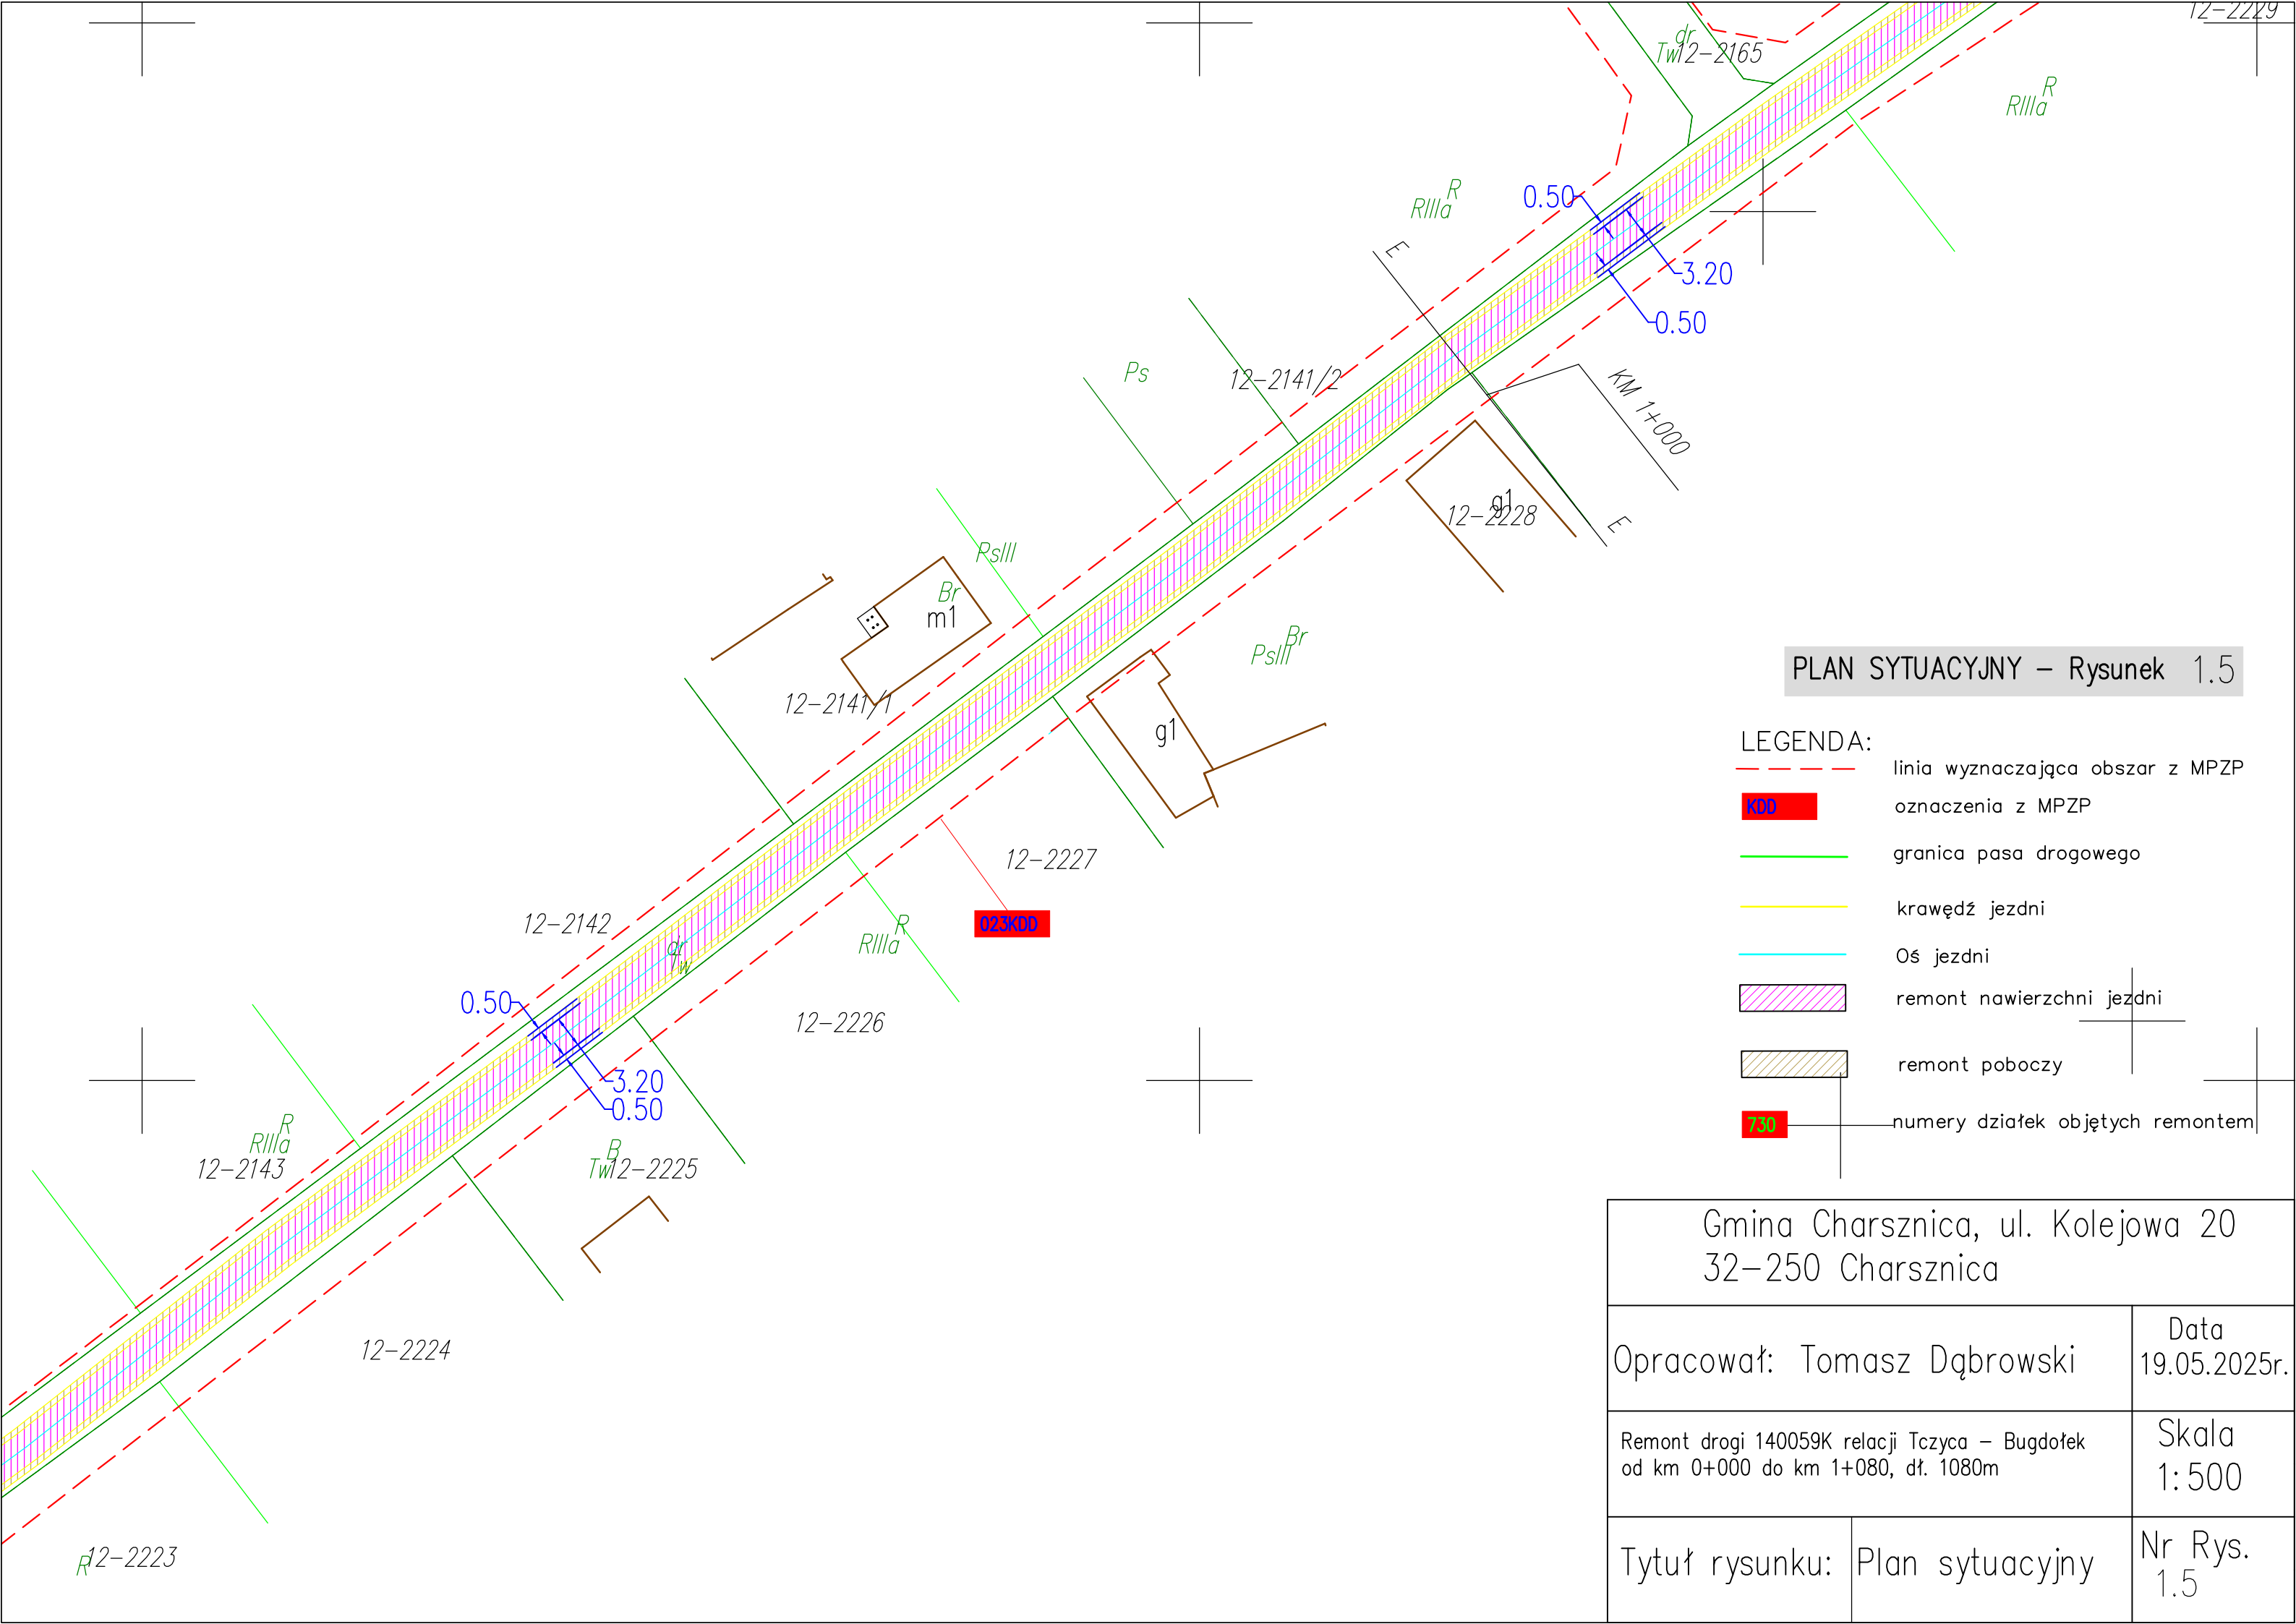 12-2229
dr
Tw 12-2165
R
RIIIa
R
RIIIa
0.50
3.20
0.50
E
KM 1+000
E
Ps
12-2141/2
g1
12-2228
PsIII
Br
m1
12-2141/1
Br
PsIII
g1
12-2227
023KDD
12-2142
dr
Tw
R
RIIIa
12-2226
0.50
3.20
0.50
R
RIIIa
12-2143
B
Tw 12-2225
12-2224
R 12-2223
PLAN SYTUACYJNY – Rysunek 1.5
LEGENDA:
linia wyznaczająca obszar z MPZP
KDD oznaczenia z MPZP
granica pasa drogowego
krawędź jezdni
Oś jezdni
remont nawierzchni jezdni
remont poboczy
730 numery działek objętych remontem
Gmina Charsznica, ul. Kolejowa 20
32-250 Charsznica
Opracował: Tomasz Dąbrowski
Data
19.05.2025r.
Remont drogi 140059K relacji Tczyca – Bugdołek
od km 0+000 do km 1+080, dł. 1080m
Skala
1:500
Tytuł rysunku: Plan sytuacyjny
Nr Rys.
1.5